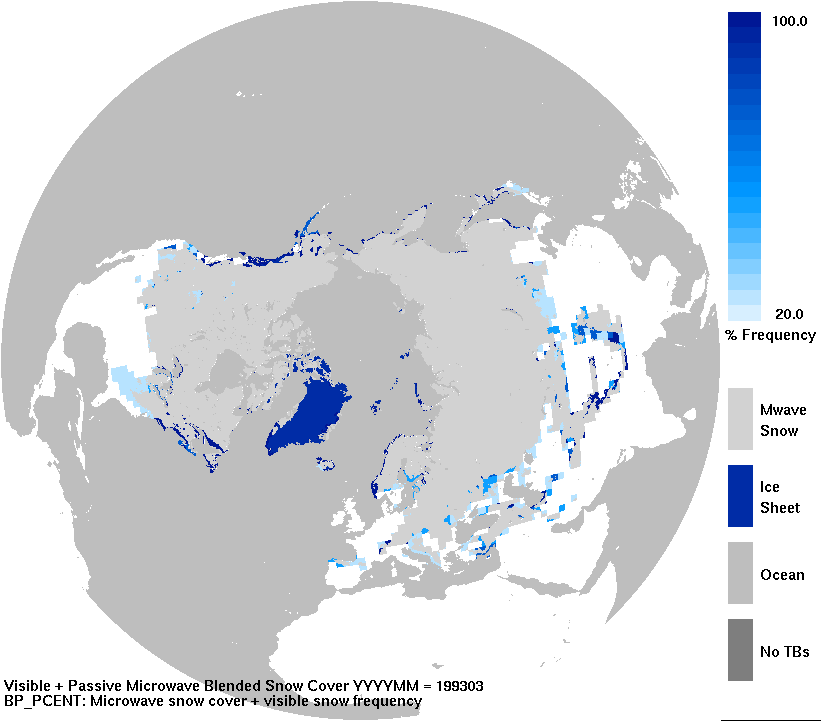 100.0
20.0
% Frequency
Mwave
Snow
Ice
Sheet
Ocean
No TBs
Visible + Passive Microwave Blended Snow Cover YYYYMM = 199303
BP_PCENT: Microwave snow cover + visible snow frequency